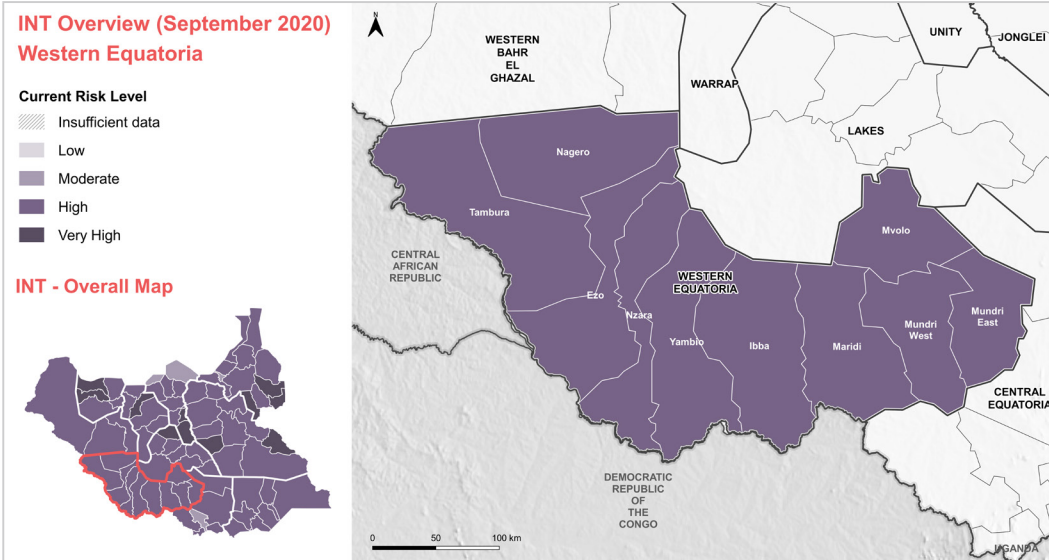 INT Overview (September 2020)
Western Equatoria
Current Risk Level
Insufficient data
Low
Moderate
High
Very High
INT - Overall Map
N
WESTERN
BAHR
EL
GHAZAL
WARRAP
UNITY
JONGLEI
LAKES
Nagero
Tambura
Mvolo
CENTRAL
AFRICAN
REPUBLIC
WESTERN
EQUATORIA
Ezo
Nzara
Yambio
Ibba
Maridi
Mundri
West
Mundri
East
CENTRAL
EQUATORIA
DEMOCRATIC
REPUBLIC
OF
THE
CONGO
UGANDA
0 50 100 km